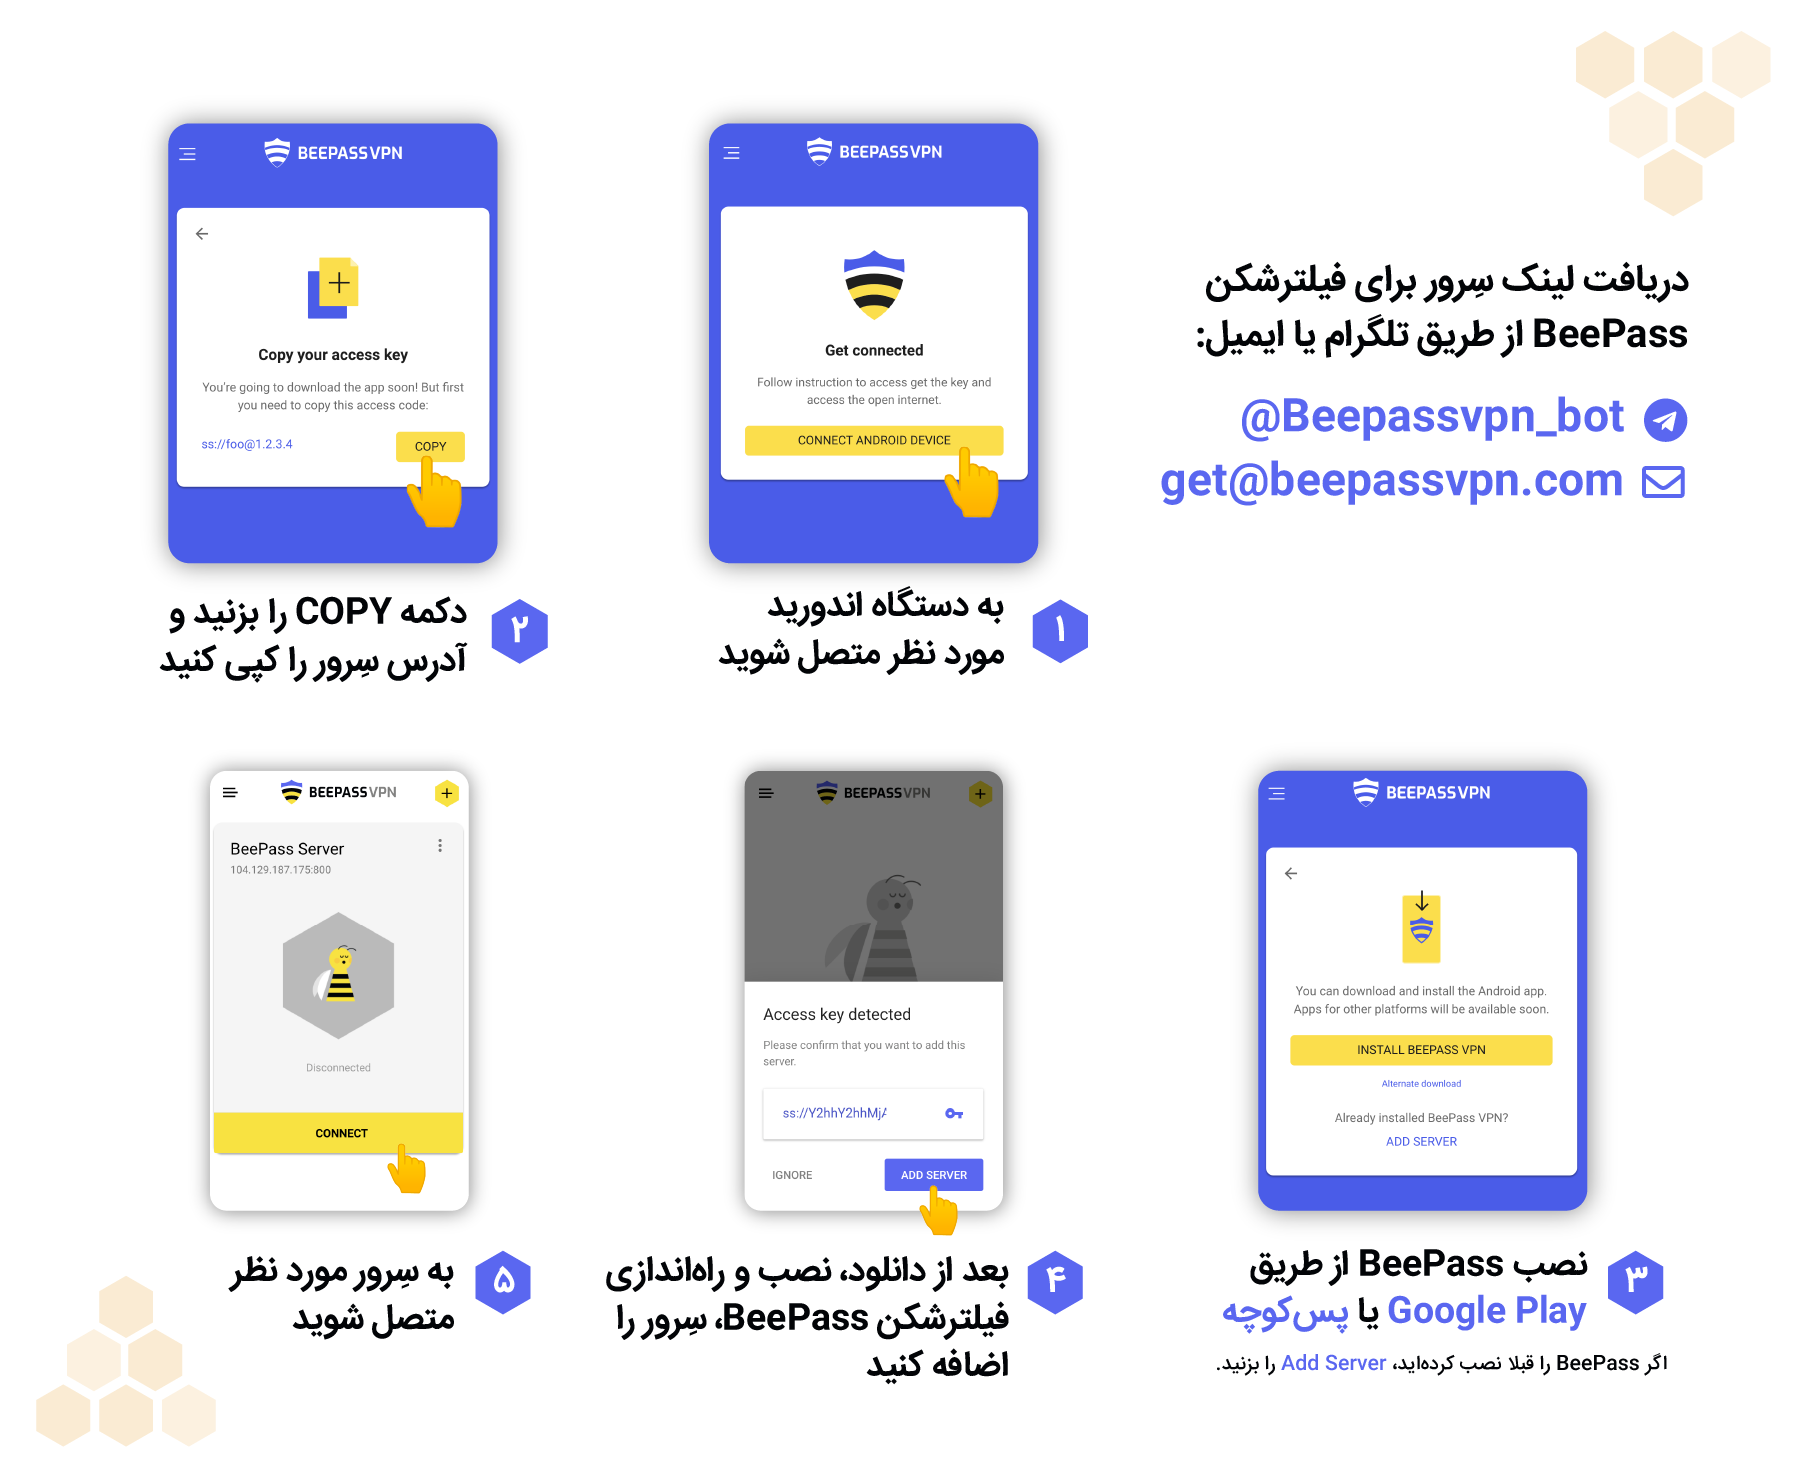 دریافت لینک سِرور برای فیلترشکن
BeePass از طریق تلگرام یا ایمیل:
@Beepassvpn_bot
get@beepassvpn.com
BEEPASSVPN
Get connected
Follow instruction to access get the key and
access the open internet.
CONNECT ANDROID DEVICE
۱
به دستگاه اندورید
مورد نظر متصل شوید
BEEPASSVPN
Copy your access key
You're going to download the app soon! But first
you need to copy this access code:
ss://foo@1.2.3.4
COPY
۲
دکمه COPY را بزنید و
آدرس سِرور را کپی کنید
BEEPASSVPN
You can download and install the Android app.
Apps for other platforms will be available soon.
INSTALL BEEPASS VPN
Alternate download
Already installed BeePass VPN?
ADD SERVER
۳
نصب BeePass از طریق
Google Play یا پس‌کوچه
اگر BeePass را قبلا نصب کرده‌اید، Add Server را بزنید.
BEEPASSVPN
Access key detected
Please confirm that you want to add this
server.
ss://Y2hhY2hhMjA
IGNORE
ADD SERVER
۴
بعد از دانلود، نصب و راه‌اندازی
فیلترشکن BeePass، سِرور را
اضافه کنید
BEEPASSVPN
BeePass Server
104.129.187.175:800
Disconnected
CONNECT
۵
به سِرور مورد نظر
متصل شوید